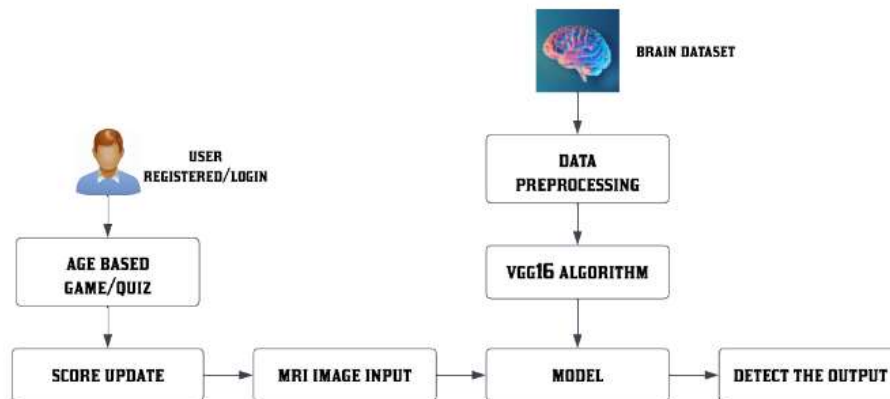 BRAIN DATASET
USER
REGISTERED/LOGIN
DATA
PREPROCESSING
AGE BASED
GAME/QUIZ
VGG16 ALGORITHM
SCORE UPDATE
MRI IMAGE INPUT
MODEL
DETECT THE OUTPUT